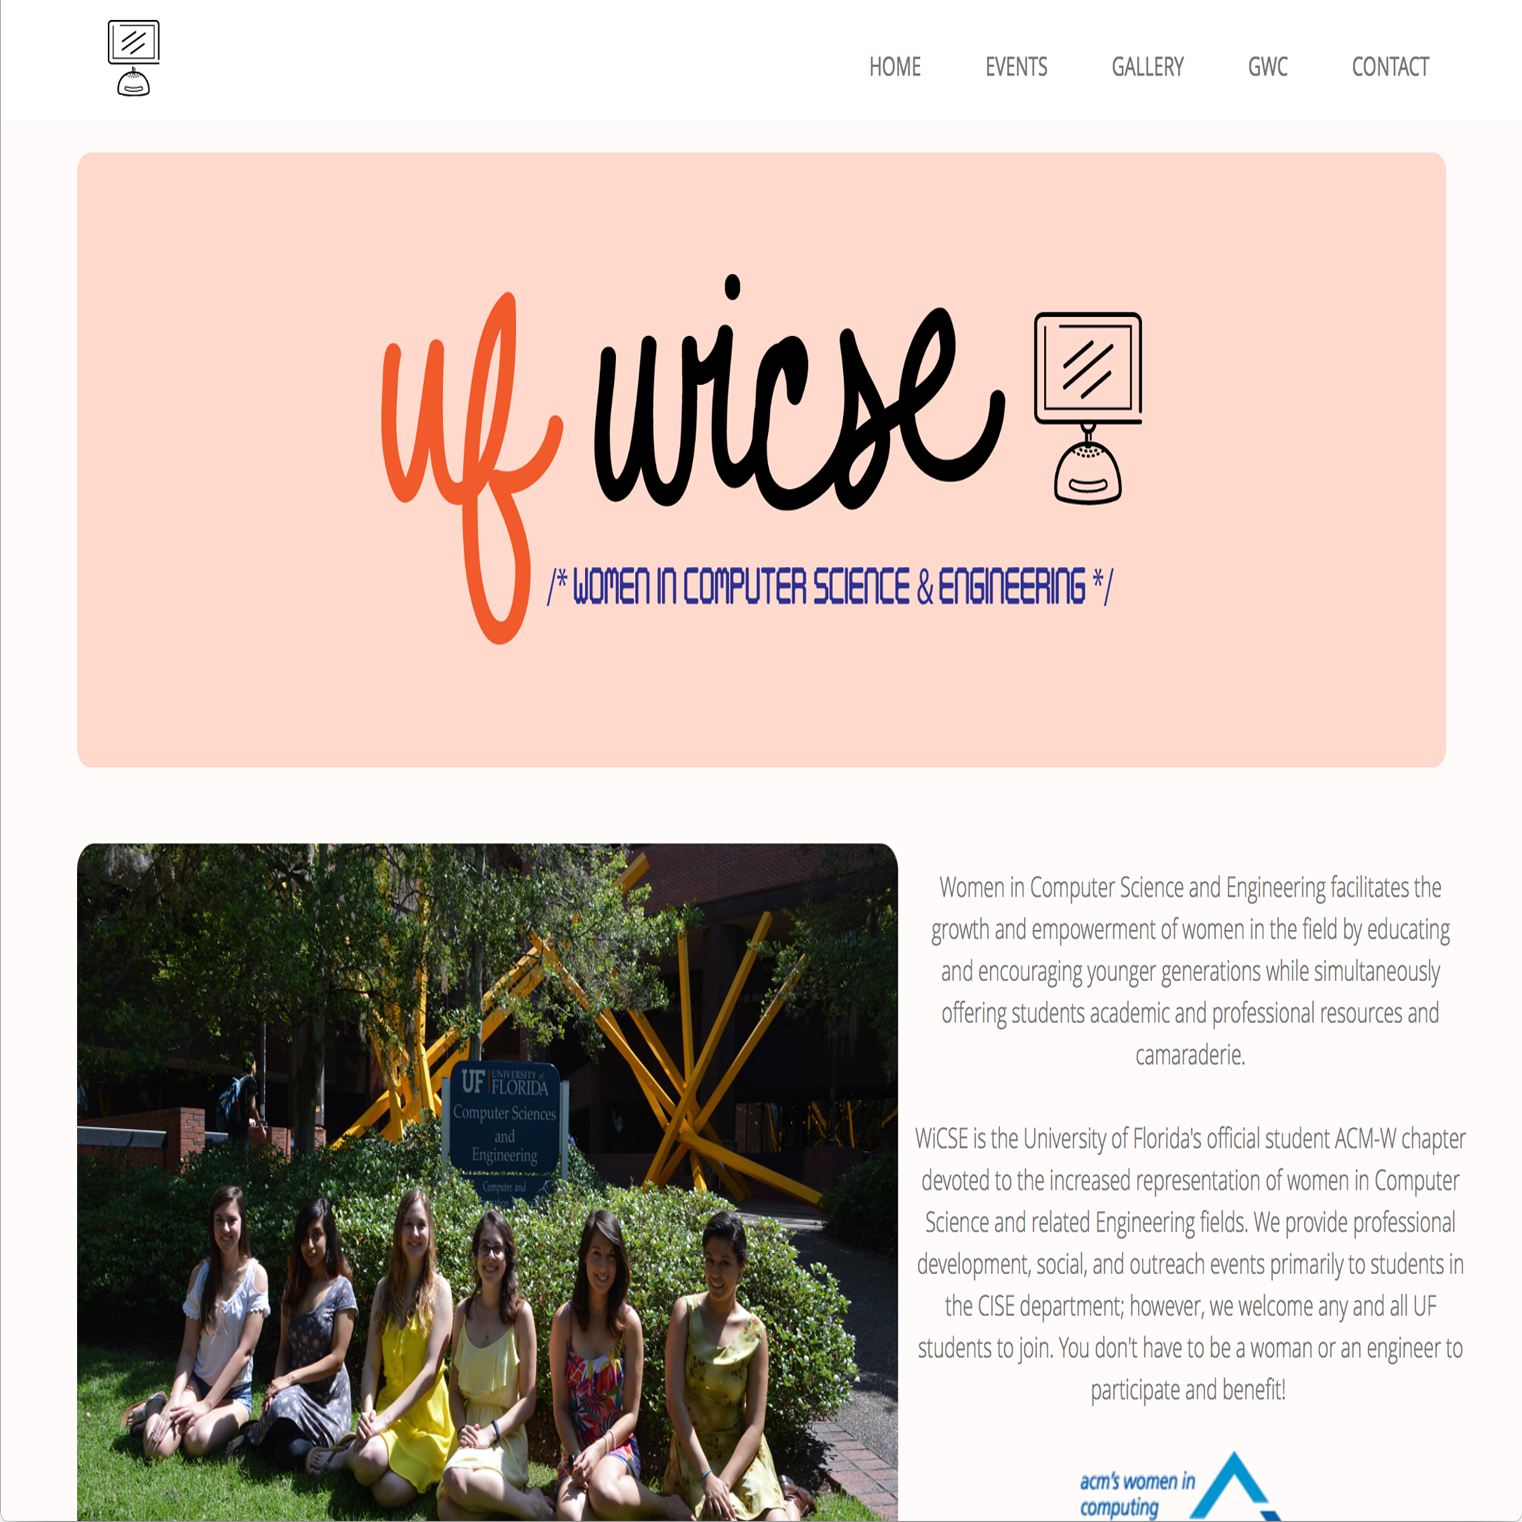 HOME EVENTS GALLERY GWC CONTACT
uf wicse
/* WOMEN IN COMPUTER SCIENCE & ENGINEERING */
Women in Computer Science and Engineering facilitates the
growth and empowerment of women in the field by educating
and encouraging younger generations while simultaneously
offering students academic and professional resources and
camaraderie.
WiCSE is the University of Florida's official student ACM-W chapter
devoted to the increased representation of women in Computer
Science and related Engineering fields. We provide professional
development, social, and outreach events primarily to students in
the CISE department; however, we welcome any and all UF
students to join. You don't have to be a woman or an engineer to
participate and benefit!
UF UNIVERSITY of
FLORIDA
Computer Sciences
and
Engineering
Computer and
acm's women in
computing